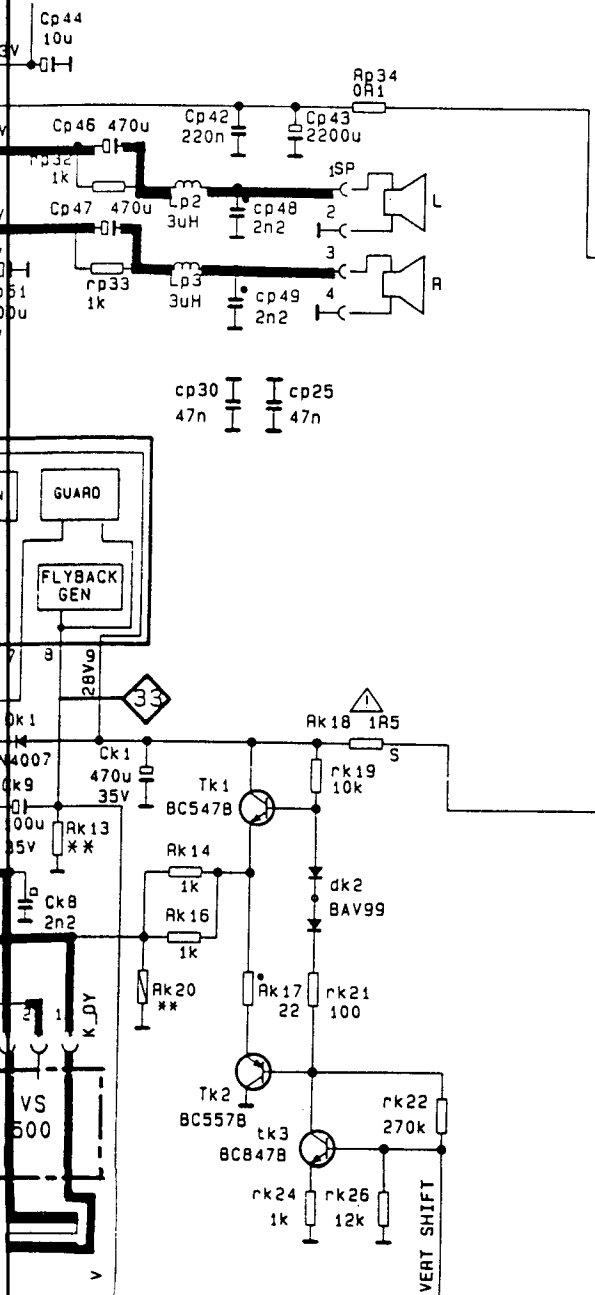 Cp44
10u
Rp34
0R1
Cp46 470u
Cp42
220n
Cp43
2200u
rp32
1k
1SP
Lp2
3uH
cp48
2n2
2
L
Cp47 470u
3
rp33
1k
Lp3
3uH
cp49
2n2
4
R
cp30
47n
cp25
47n
GUARD
FLYBACK
GEN
7 8 9
28V
33
Rk18 1R5
S
Ck1
470u
35V
Tk1
BC547B
rk19
10k
Rk13
**
Rk14
1k
dk2
BAV99
Ck8
2n2
Rk16
1k
Rk20
**
Rk17
22
rk21
100
2 1
K_DY
VS
500
Tk2
BC557B
rk22
270k
tk3
BC847B
rk24
1k
rk26
12k
VERT SHIFT
V